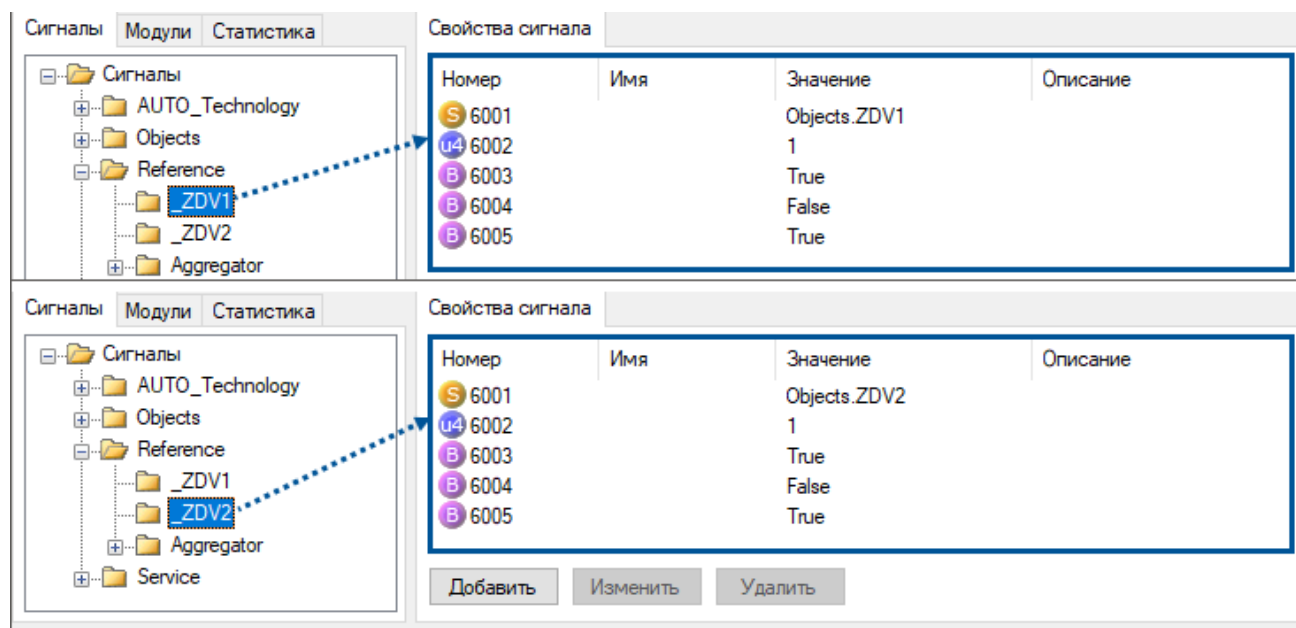 Сигналы Модули Статистика
Свойства сигнала
Сигналы
AUTO_Technology
Objects
Reference
_ZDV1
_ZDV2
Aggregator
Номер Имя Значение Описание
S 6001 Objects.ZDV1
u4 6002 1
B 6003 True
B 6004 False
B 6005 True
Сигналы Модули Статистика
Свойства сигнала
Сигналы
AUTO_Technology
Objects
Reference
_ZDV1
_ZDV2
Aggregator
Service
Номер Имя Значение Описание
S 6001 Objects.ZDV2
u4 6002 1
B 6003 True
B 6004 False
B 6005 True
Добавить Изменить Удалить